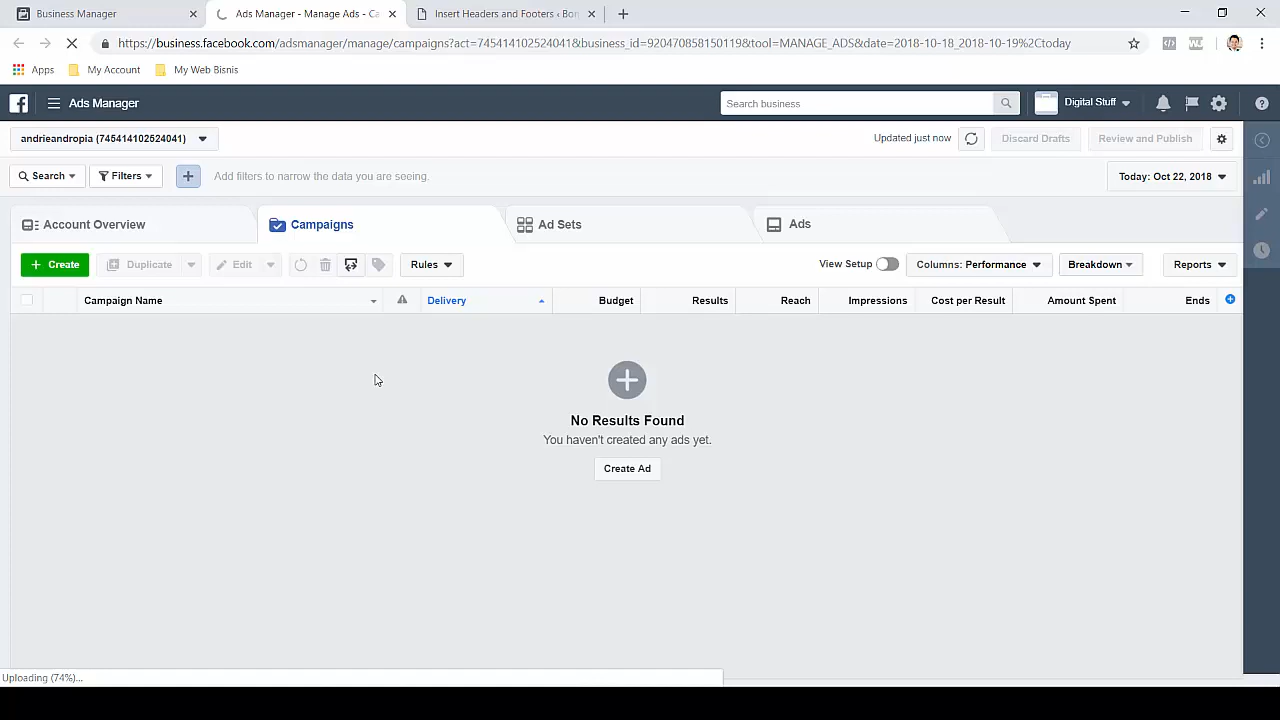 Business Manager
Ads Manager - Manage Ads - Ca
Insert Headers and Footers ‹ Bon
https://business.facebook.com/adsmanager/manage/campaigns?act=745414102524041&business_id=920470858150119&tool=MANAGE_ADS&date=2018-10-18_2018-10-19%2Ctoday
Apps My Account My Web Bisnis
Ads Manager Search business Digital Stuff
andrieandropia (745414102524041) Updated just now Discard Drafts Review and Publish
Search Filters Add filters to narrow the data you are seeing. Today: Oct 22, 2018
Account Overview Campaigns Ad Sets Ads
+ Create Duplicate Edit Rules View Setup Columns: Performance Breakdown Reports
Campaign Name Delivery Budget Results Reach Impressions Cost per Result Amount Spent Ends
No Results Found
You haven't created any ads yet.
Create Ad
Uploading (74%)...